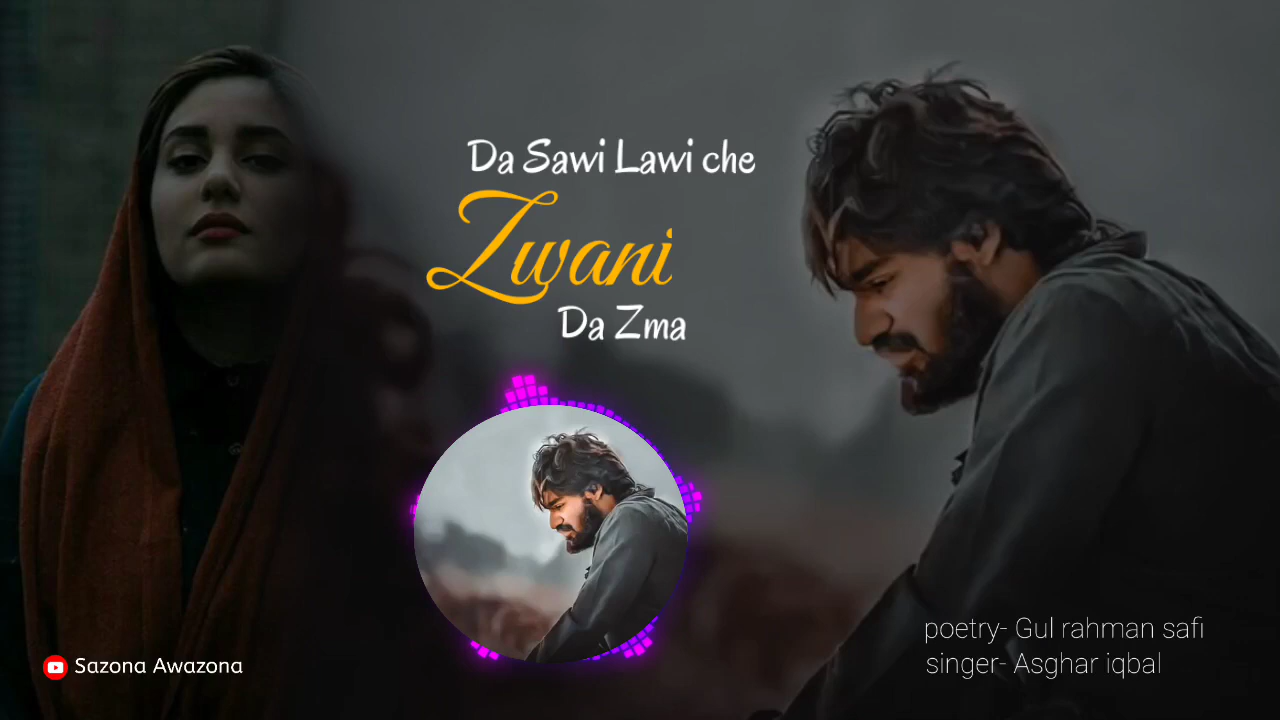 Da Sawi Lawi che
Zwani
Da Zma
poetry- Gul rahman safi
singer- Asghar iqbal
Sazona Awazona